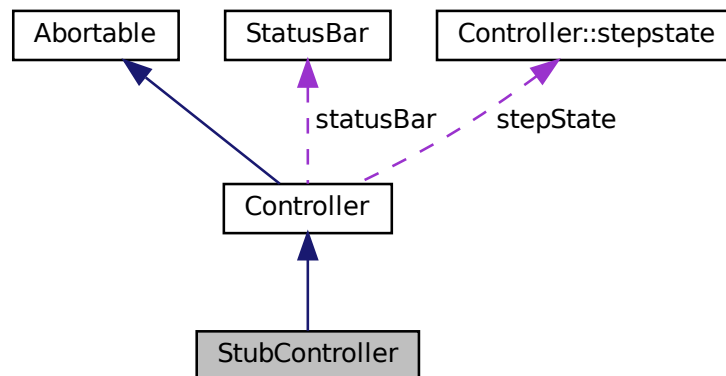 Abortable
StatusBar
Controller::stepstate
statusBar
stepState
Controller
StubController